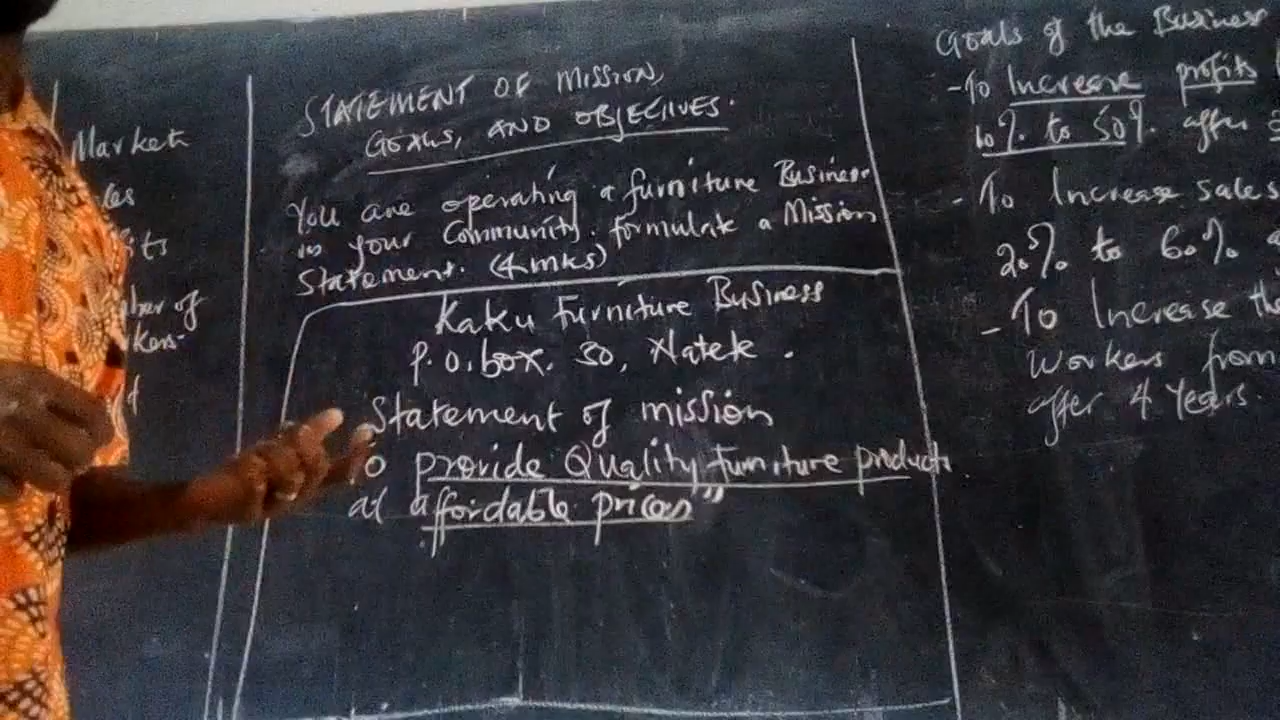 Market
STATEMENT OF MISSION,
GOALS, AND OBJECTIVES.
You are operating a furniture Business
in your Community. formulate a Mission
Statement. (4mks)
Kaku Furniture Business
P.O.box. 30,
Statement of mission
provide Quality furniture products
at affordable prices"
Goals of the Business
- To Increase profits
10% to 50% after
- To Increase sales
20% to 60%
- To Increase the
Workers from
after 4 Years.